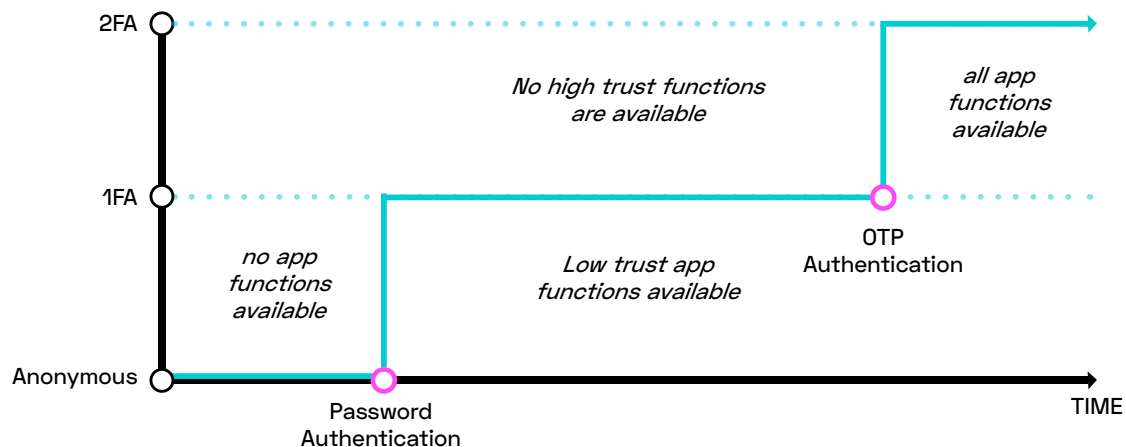 2FA
No high trust functions
are available
all app
functions
available
1FA
OTP
Authentication
no app
functions
available
Low trust app
functions available
Anonymous
TIME
Password
Authentication